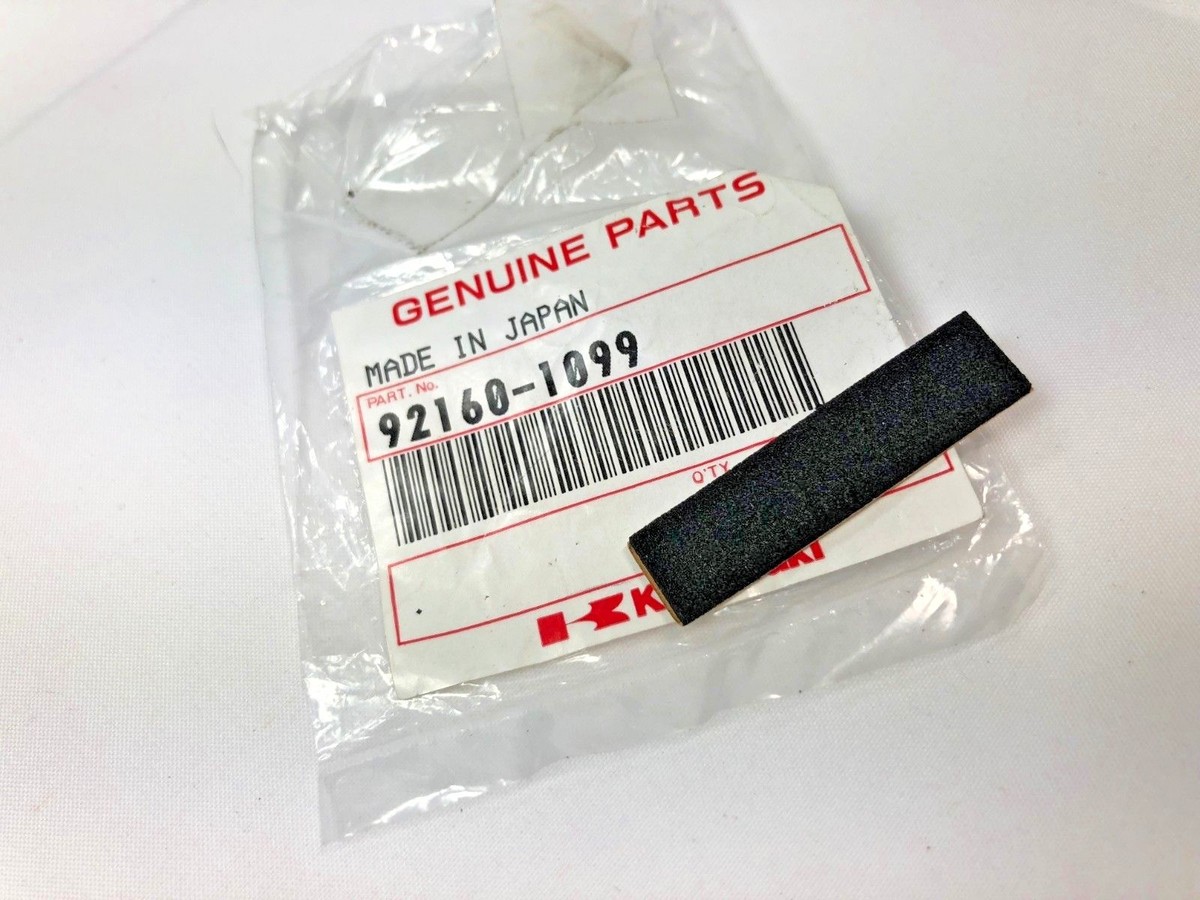 GENUINE PARTS
MADE IN JAPAN
PART. No.
92160-1099
Q'TY